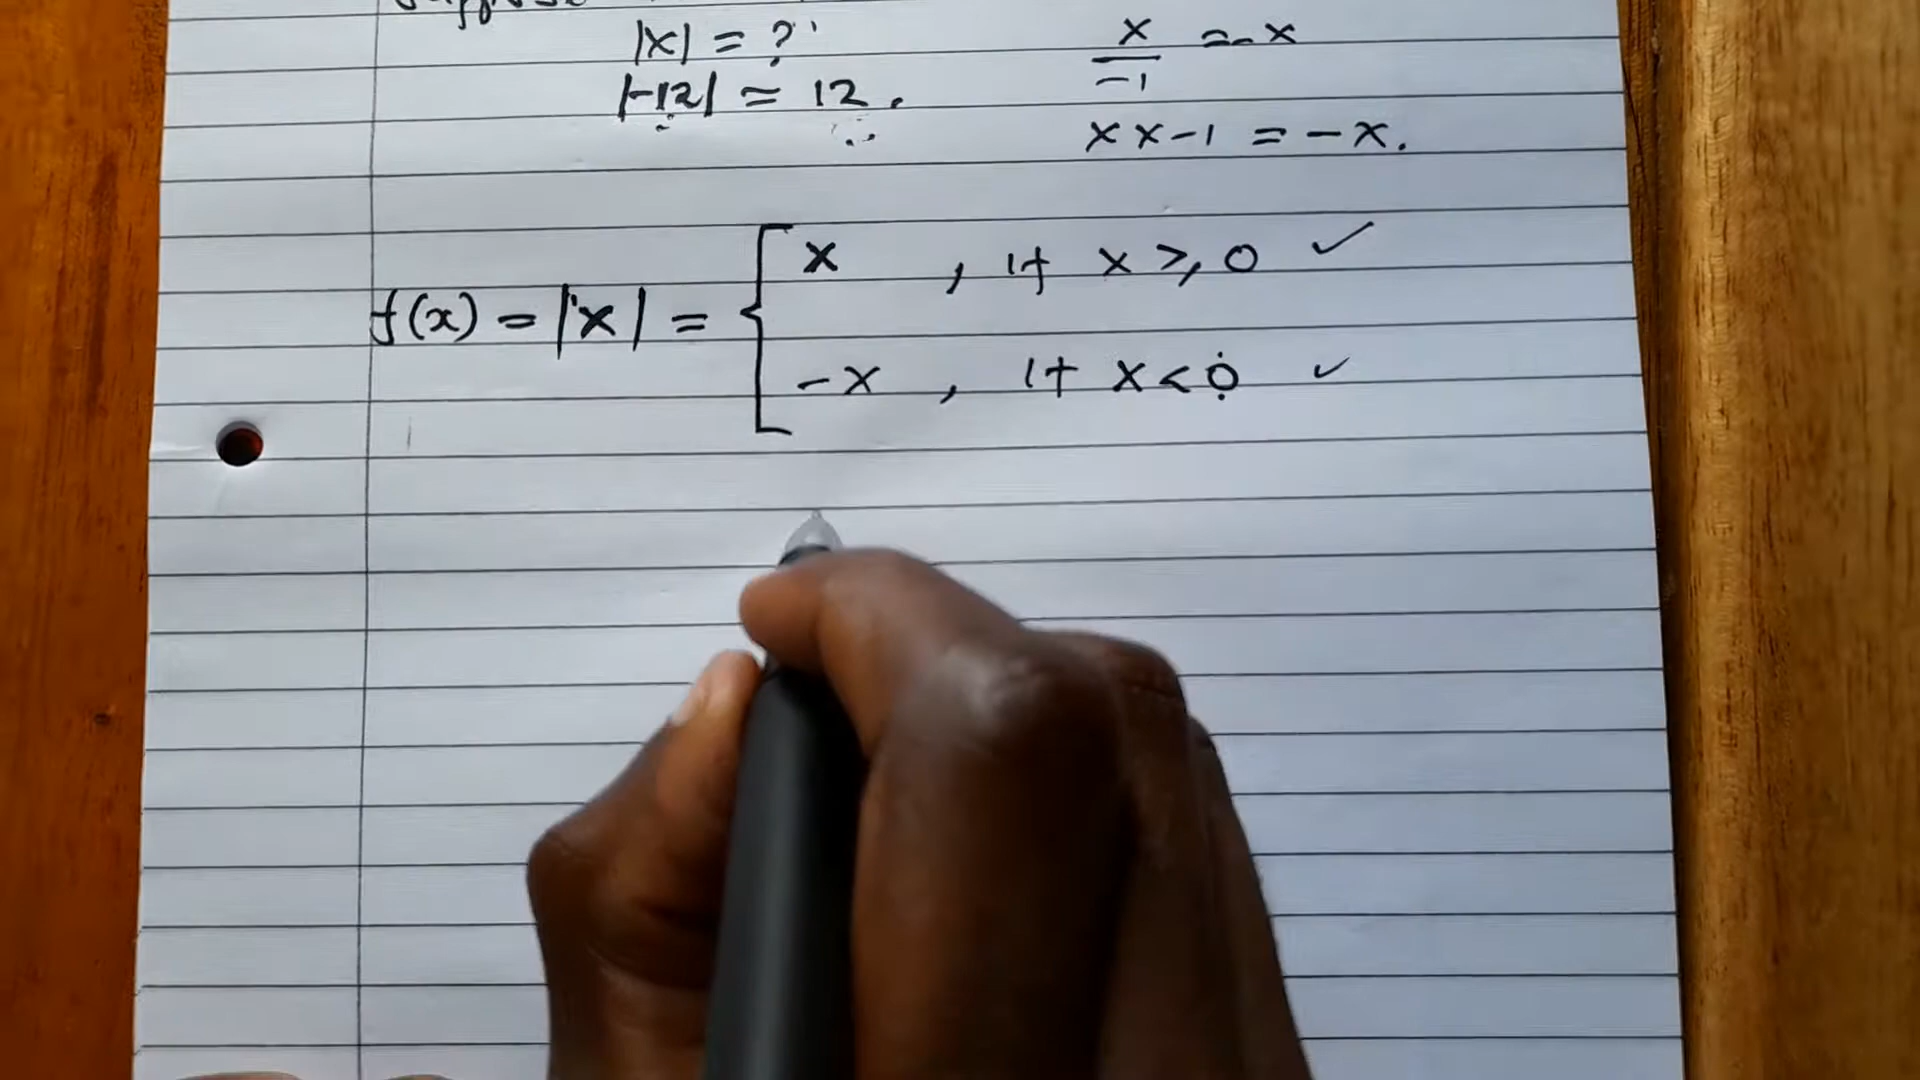 |x| = ?
x/-1 = -x
|-12| = 12.
x x -1 = -x.
f(x) = |x| = { x , if x ≥ 0 ✓
-x , if x < 0 ✓